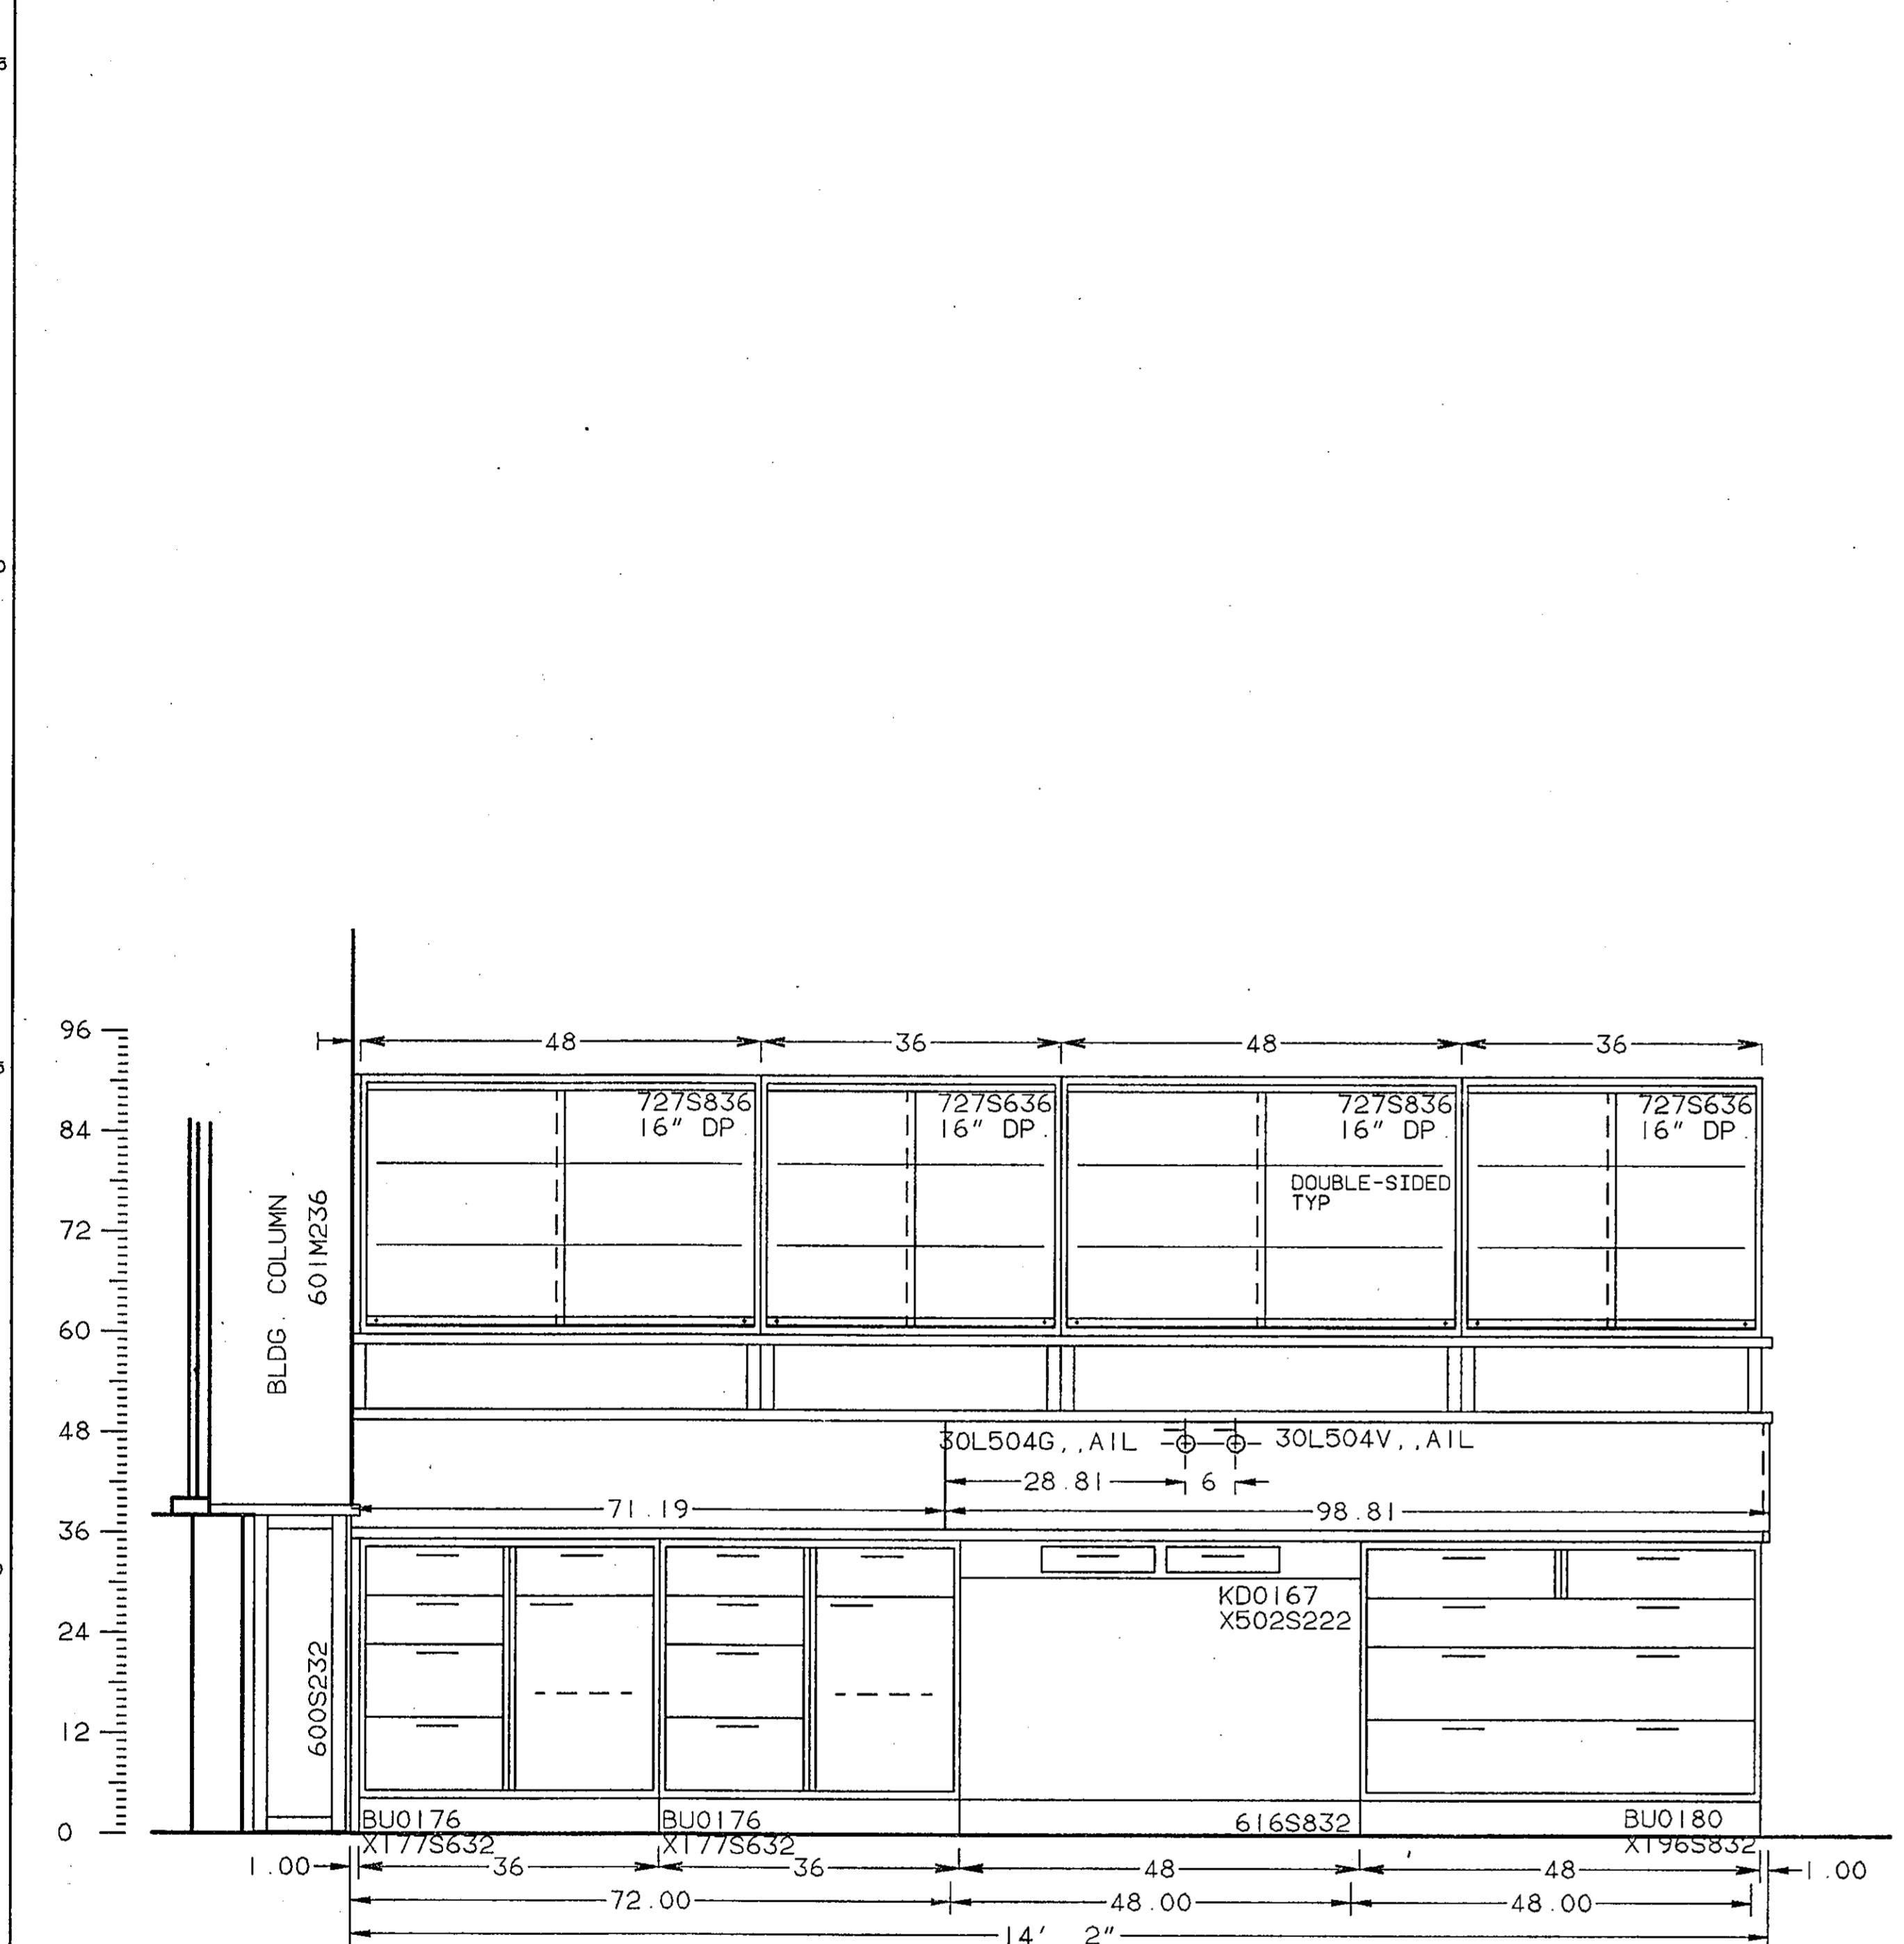 96
48
36
48
36
727S836
16" DP.
727S636
16" DP.
727S836
16" DP.
727S636
16" DP.
84
DOUBLE-SIDED
TYP
72
BLDG. COLUMN
601M236
60
48
30L504G,,A1L
30L504V,,A1L
28.81
6
71.19
98.81
36
KD0167
X502S222
24
600S232
12
0
BU0176
X177S632
BU0176
X177S632
616S832
BU0180
X196S832
1.00
36
36
48
48
1.00
72.00
48.00
48.00
14' 2"